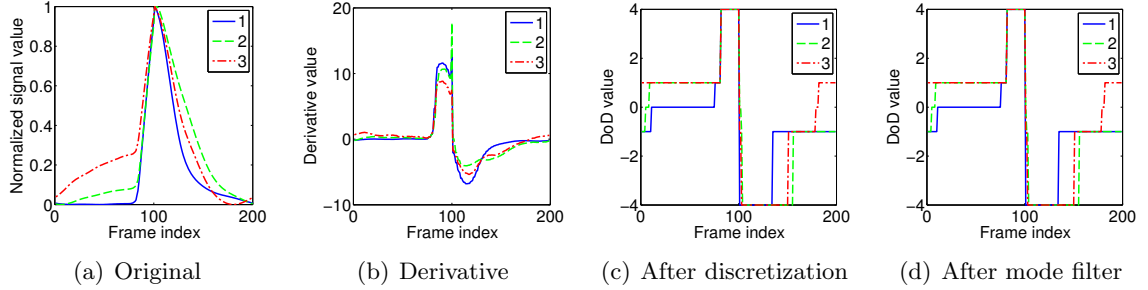 Normalized signal value
1
0.8
0.6
0.4
0.2
0
0 100 200
Frame index
1
2
3
(a) Original
Derivative value
20
10
0
−10
0 100 200
Frame index
1
2
3
(b) Derivative
DoD value
4
2
0
−2
−4
0 100 200
Frame index
1
2
3
(c) After discretization
DoD value
4
2
0
−2
−4
0 100 200
Frame index
1
2
3
(d) After mode filter